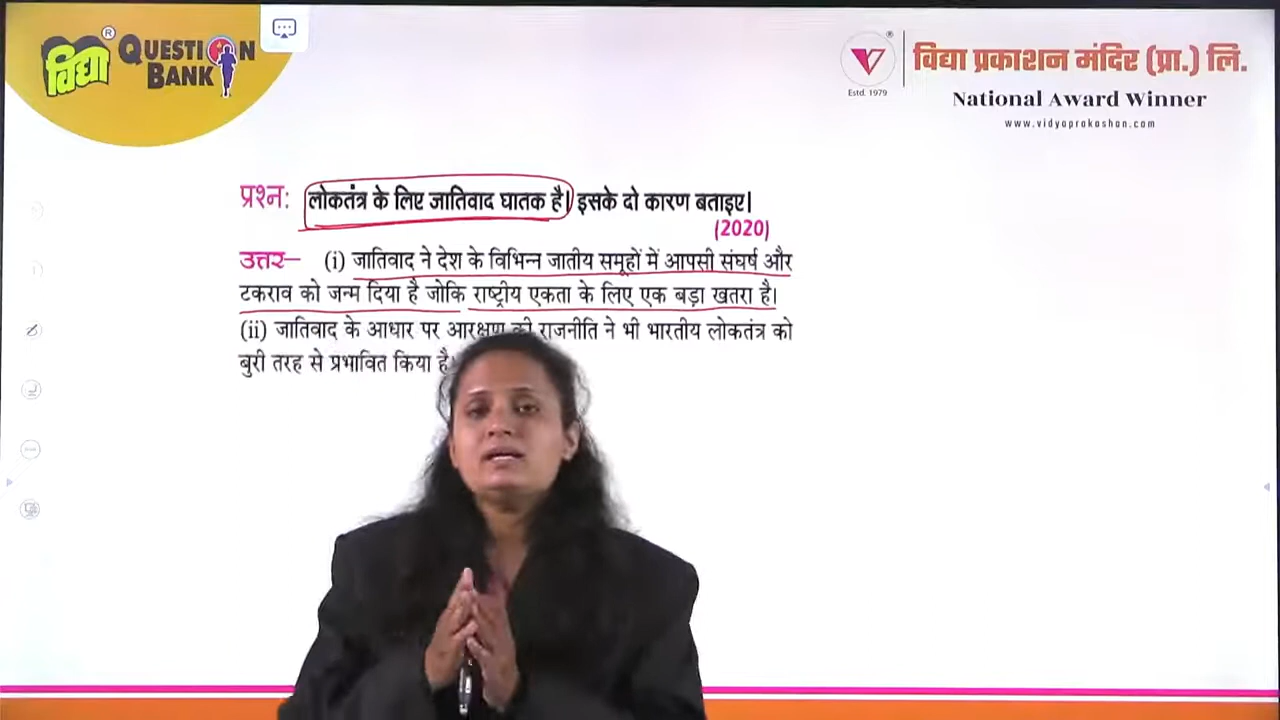 विद्या
®
QUESTION
BANK
®
V
Estd. 1979
विद्या प्रकाशन मंदिर (प्रा.) लि.
National Award Winner
www.vidyaprakashan.com
प्रश्न: लोकतंत्र के लिए जातिवाद घातक है। इसके दो कारण बताइए।
(2020)
उत्तर– (i) जातिवाद ने देश के विभिन्न जातीय समूहों में आपसी संघर्ष और
टकराव को जन्म दिया है जोकि राष्ट्रीय एकता के लिए एक बड़ा खतरा है।
(ii) जातिवाद के आधार पर आरक्षण की राजनीति ने भी भारतीय लोकतंत्र को
बुरी तरह से प्रभावित किया है